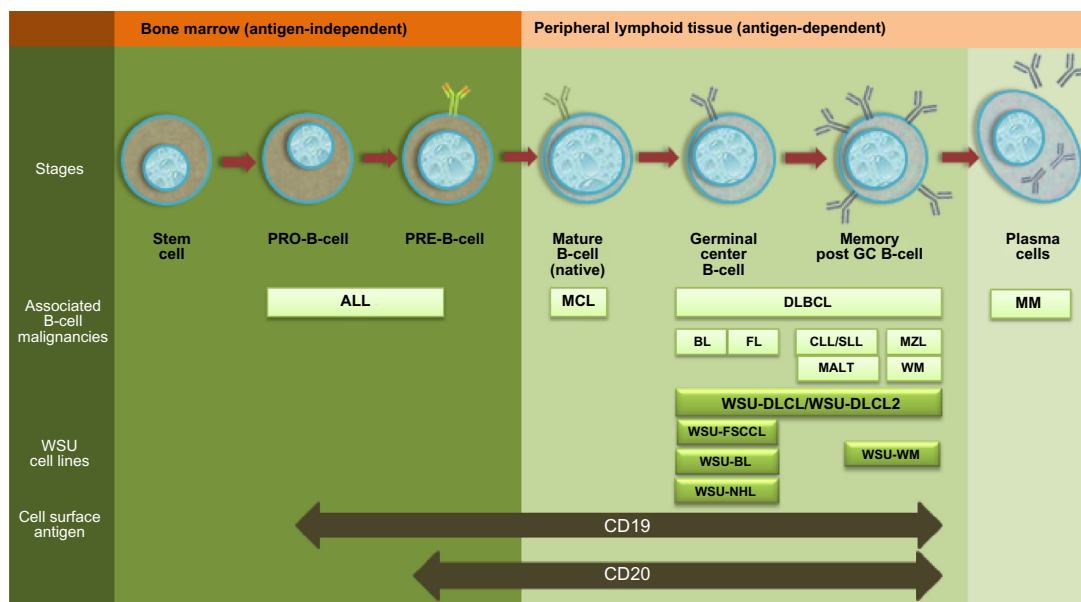 Bone marrow (antigen-independent)
Peripheral lymphoid tissue (antigen-dependent)
Stages
Stem
cell
PRO-B-cell
PRE-B-cell
Mature
B-cell
(native)
Germinal
center
B-cell
Memory
post GC B-cell
Plasma
cells
Associated
B-cell
malignancies
ALL
MCL
DLBCL
MM
BL
FL
CLL/SLL
MZL
MALT
WM
WSU
cell lines
WSU-DLCL/WSU-DLCL2
WSU-FSCCL
WSU-BL
WSU-WM
WSU-NHL
Cell surface
antigen
CD19
CD20